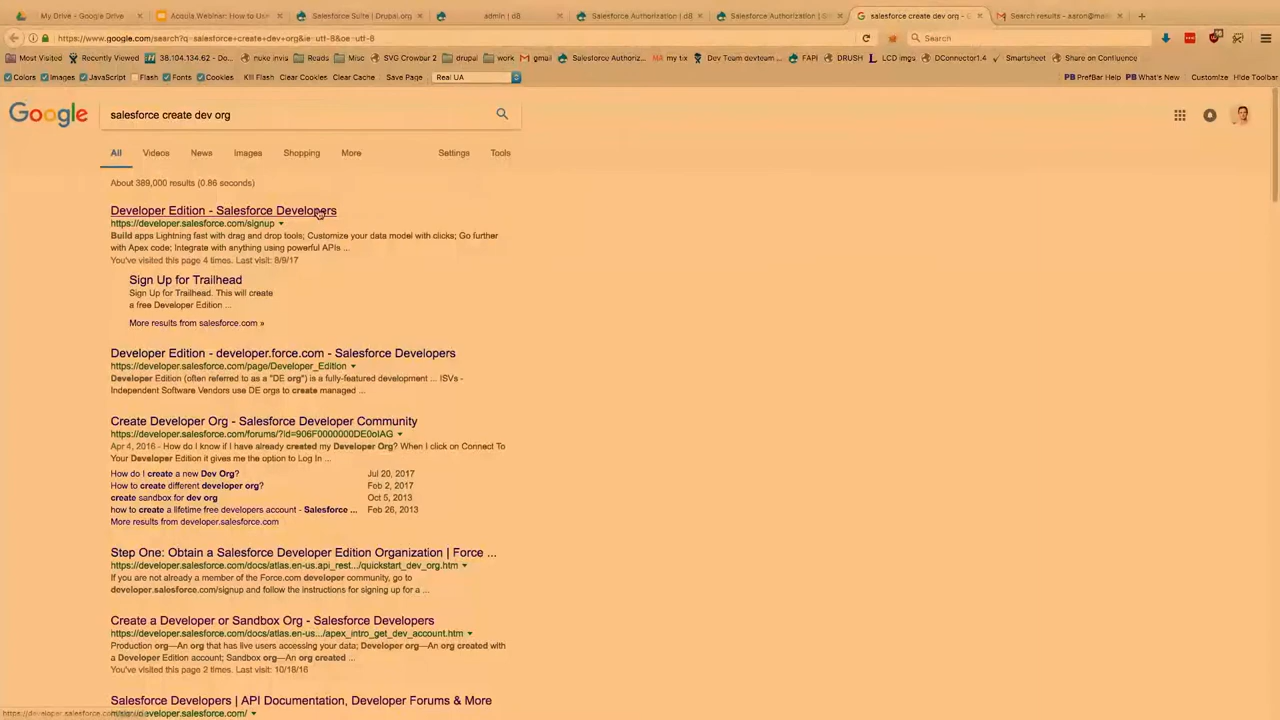 My Drive - Google Drive
Acquia Webinar: How to Us
Salesforce Suite | Drupal.org
admin | d8
Salesforce Authorization | d8
Salesforce Authorization |
salesforce create dev org -
Search results - aaron@me
https://www.google.com/search?q=salesforce+create+dev+org&ie=utf-8&oe=utf-8
Search
Most Visited
Recently Viewed
38.104.134.62 - Do...
nuke invis
Reads
Misc
SVG Crowbar 2
drupal
work
gmail
Salesforce Authoriz...
MA my tix
Dev Team devteam...
FAPI
DRUSH
LCD imgs
DConnector1.4
Smartsheet
Share on Confluence
Colors
Images
JavaScript
Flash
Fonts
Cookies
Kill Flash
Clear Cookies
Clear Cache
Save Page
Real UA
PB PrefBar Help
PB What's New
Customize
Hide Toolbar
Google
salesforce create dev org
All
Videos
News
Images
Shopping
More
Settings
Tools
About 389,000 results (0.86 seconds)
Developer Edition - Salesforce Developers
https://developer.salesforce.com/signup
Build apps Lightning fast with drag and drop tools; Customize your data model with clicks; Go further
with Apex code; Integrate with anything using powerful APIs ...
You've visited this page 4 times. Last visit: 8/9/17
Sign Up for Trailhead
Sign Up for Trailhead. This will create
a free Developer Edition ...
More results from salesforce.com »
Developer Edition - developer.force.com - Salesforce Developers
https://developer.salesforce.com/page/Developer_Edition
Developer Edition (often referred to as a "DE org") is a fully-featured development ... ISVs -
Independent Software Vendors use DE orgs to create managed ...
Create Developer Org - Salesforce Developer Community
https://developer.salesforce.com/forums/?id=906F0000000DE0oIAG
Apr 4, 2016 - How do I know if I have already created my Developer Org? When I click on Connect To
Your Developer Edition it gives me the option to Log In ...
How do I create a new Dev Org? Jul 20, 2017
How to create different developer org? Feb 2, 2017
create sandbox for dev org Oct 5, 2013
how to create a lifetime free developers account - Salesforce ... Feb 26, 2013
More results from developer.salesforce.com
Step One: Obtain a Salesforce Developer Edition Organization | Force ...
https://developer.salesforce.com/docs/atlas.en-us.api_rest.../quickstart_dev_org.htm
If you are not already a member of the Force.com developer community, go to
developer.salesforce.com/signup and follow the instructions for signing up for a ...
Create a Developer or Sandbox Org - Salesforce Developers
https://developer.salesforce.com/docs/atlas.en-us.../apex_intro_get_dev_account.htm
Production org—An org that has live users accessing your data; Developer org—An org created with
a Developer Edition account; Sandbox org—An org created ...
You've visited this page 2 times. Last visit: 10/18/16
Salesforce Developers | API Documentation, Developer Forums & More
developer.salesforce.com/